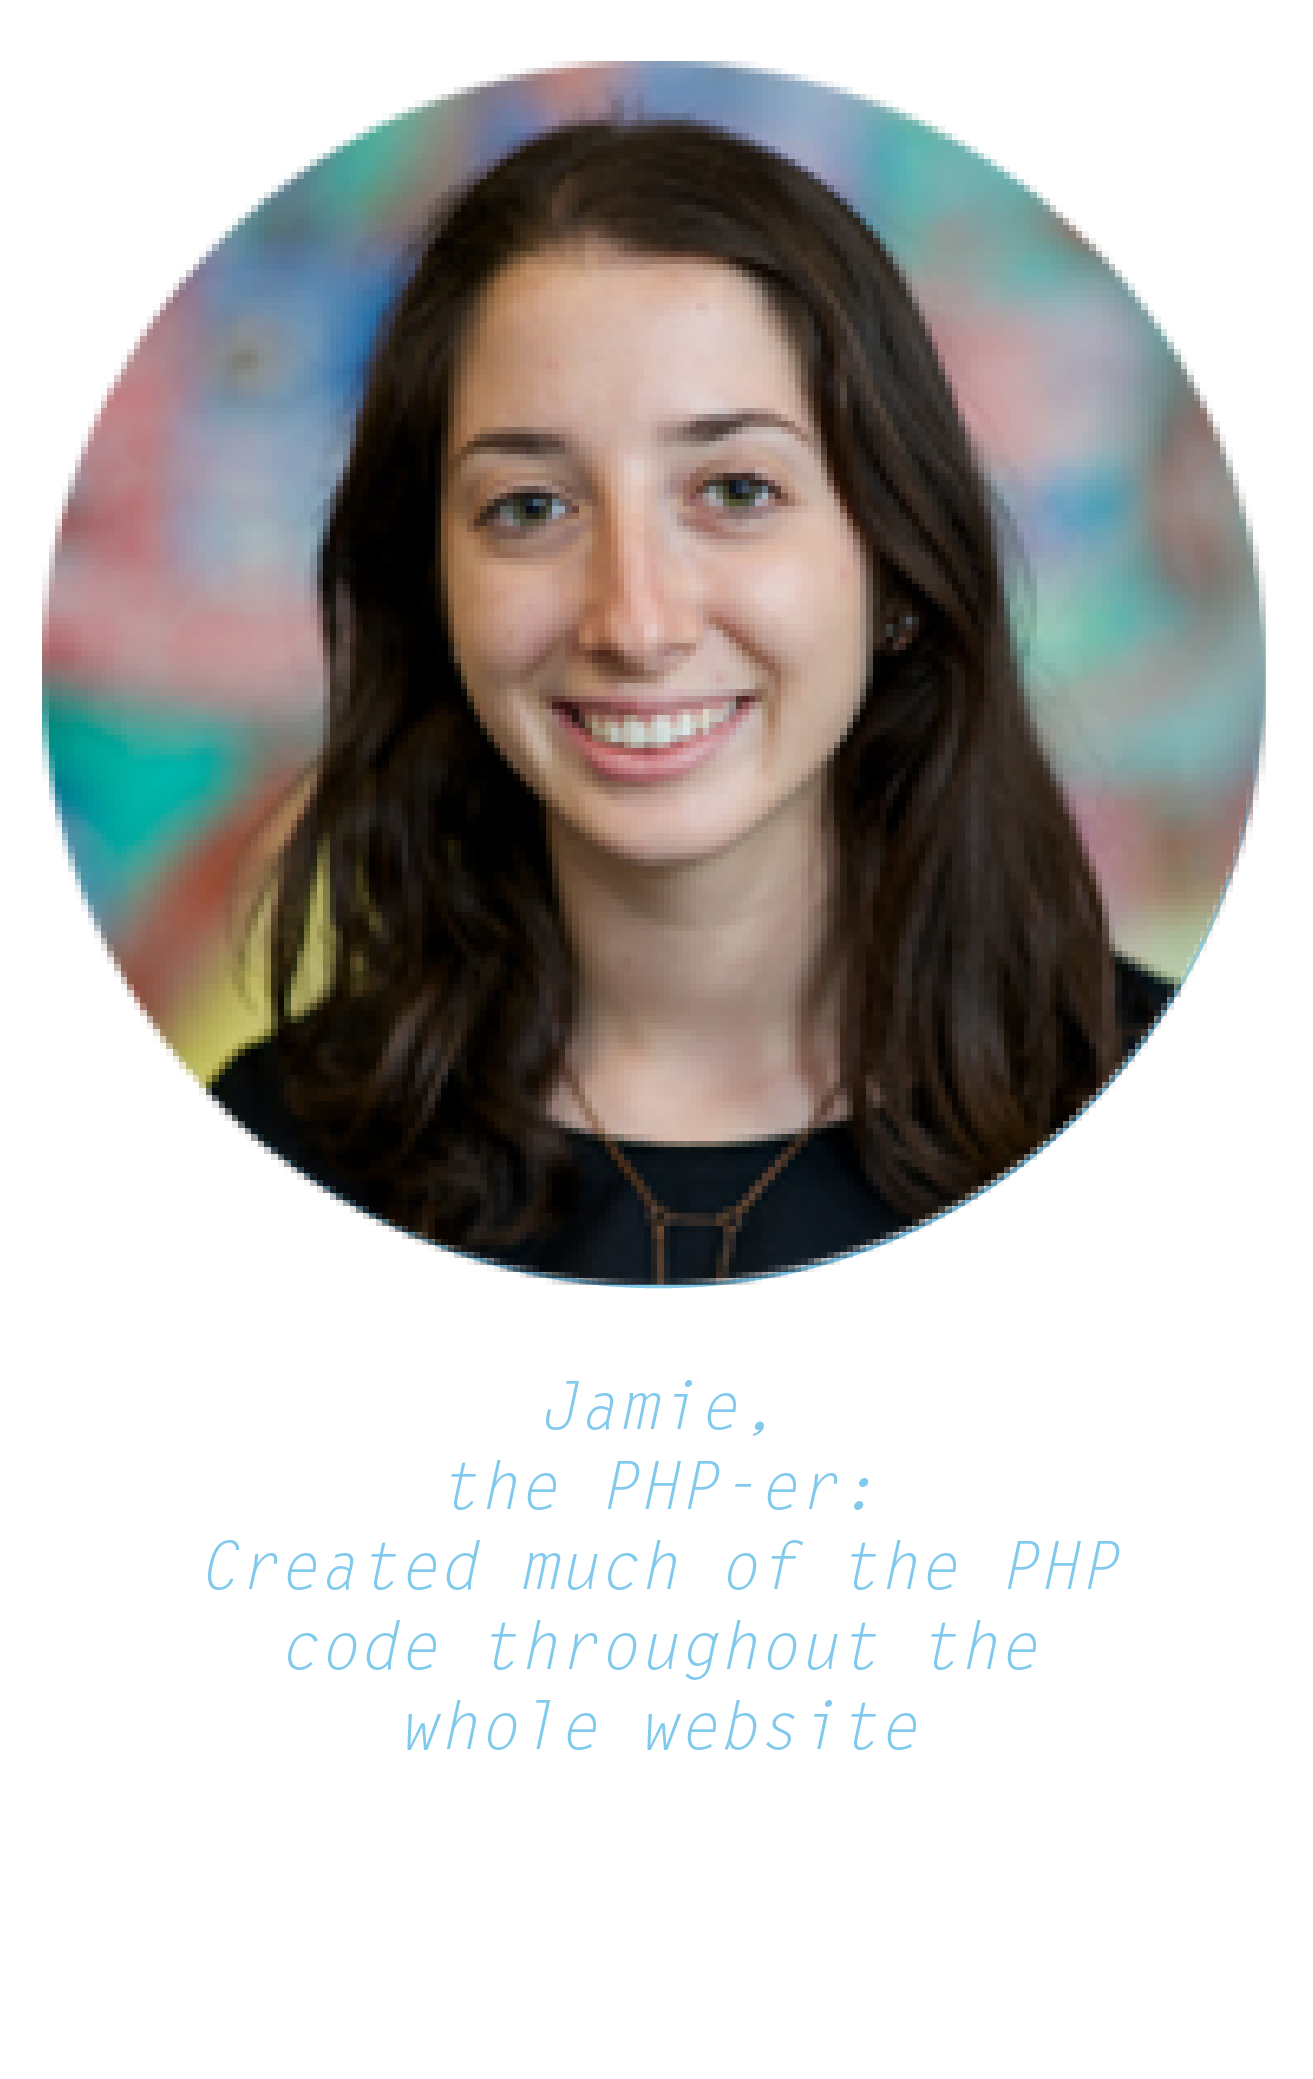 Jamie,
the PHP-er:
Created much of the PHP
code throughout the
whole website